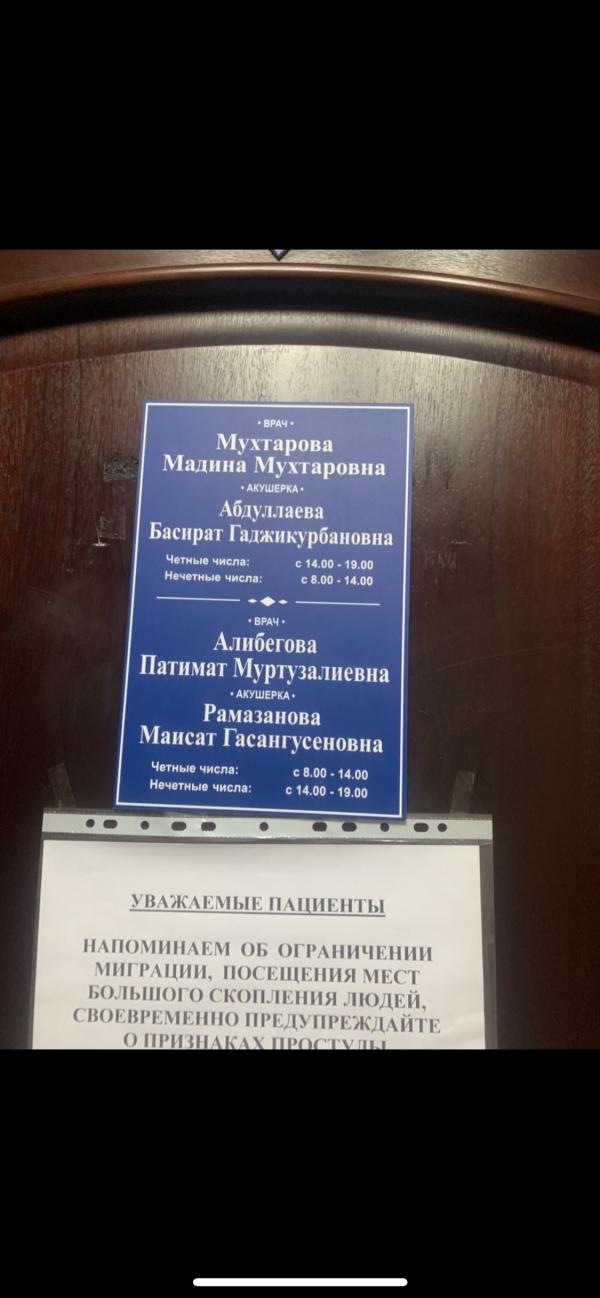 • ВРАЧ •
Мухтарова
Мадина Мухтаровна
• АКУШЕРКА •
Абдуллаева
Басират Гаджикурбановна
Четные числа: с 14.00 - 19.00
Нечетные числа: с 8.00 - 14.00
• ВРАЧ •
Алибегова
Патимат Муртузалиевна
• АКУШЕРКА •
Рамазанова
Маисат Гасангусеновна
Четные числа: с 8.00 - 14.00
Нечетные числа: с 14.00 - 19.00
УВАЖАЕМЫЕ ПАЦИЕНТЫ
НАПОМИНАЕМ ОБ ОГРАНИЧЕНИИ
МИГРАЦИИ, ПОСЕЩЕНИЯ МЕСТ
БОЛЬШОГО СКОПЛЕНИЯ ЛЮДЕЙ,
СВОЕВРЕМЕННО ПРЕДУПРЕЖДАЙТЕ
О ПРИЗНАКАХ ПРОСТУДЫ